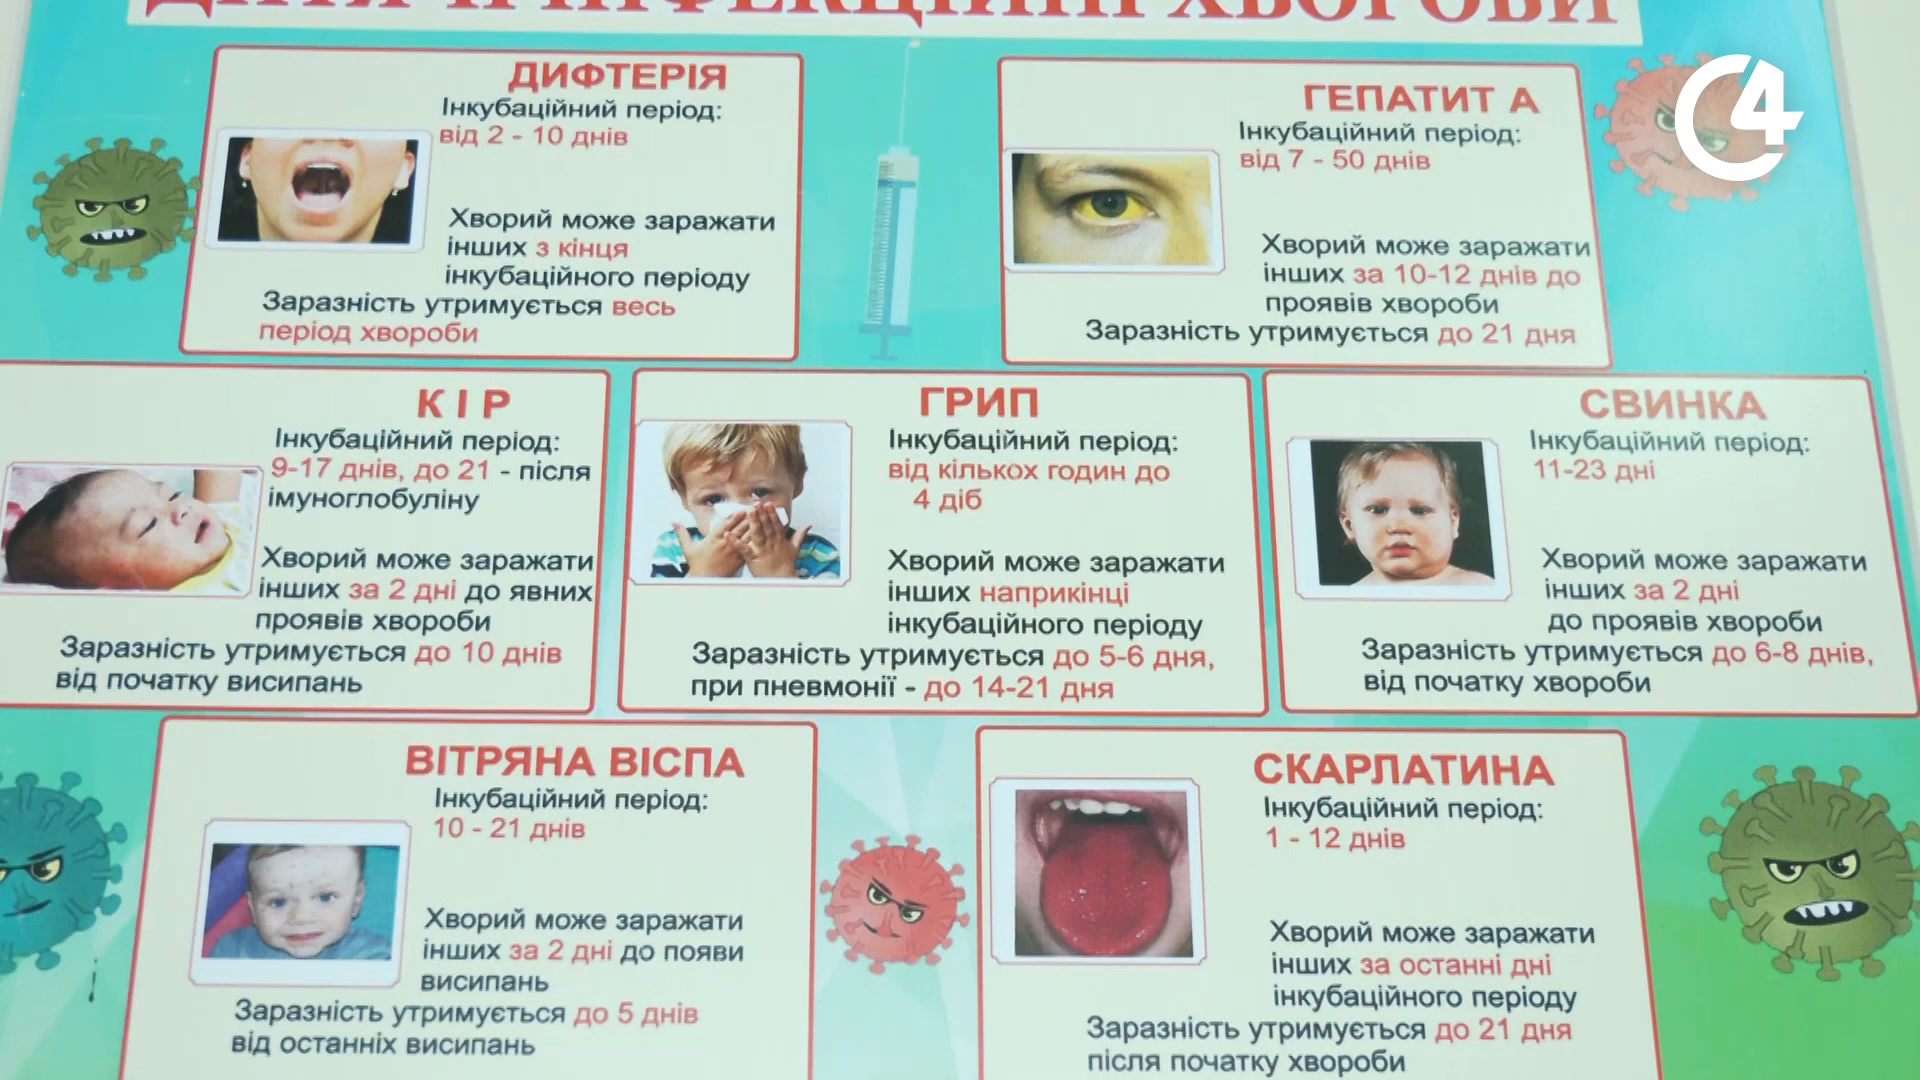 ДИТЯЧІ ІНФЕКЦІЙНІ ХВОРОБИ
C4
ДИФТЕРІЯ
Інкубаційний період:
від 2 - 10 днів
Хворий може заражати
інших з кінця
інкубаційного періоду
Заразність утримується весь
період хвороби
ГЕПАТИТ А
Інкубаційний період:
від 7 - 50 днів
Хворий може заражати
інших за 10-12 днів до
проявів хвороби
Заразність утримується до 21 дня
К І Р
Інкубаційний період:
9-17 днів, до 21 - після
імуноглобуліну
Хворий може заражати
інших за 2 дні до явних
проявів хвороби
Заразність утримується до 10 днів
від початку висипань
ГРИП
Інкубаційний період:
від кількох годин до
4 діб
Хворий може заражати
інших наприкінці
інкубаційного періоду
Заразність утримується до 5-6 дня,
при пневмонії - до 14-21 дня
СВИНКА
Інкубаційний період:
11-23 дні
Хворий може заражати
інших за 2 дні
до проявів хвороби
Заразність утримується до 6-8 днів,
від початку хвороби
ВІТРЯНА ВІСПА
Інкубаційний період:
10 - 21 днів
Хворий може заражати
інших за 2 дні до появи
висипань
Заразність утримується до 5 днів
від останніх висипань
СКАРЛАТИНА
Інкубаційний період:
1 - 12 днів
Хворий може заражати
інших за останні дні
інкубаційного періоду
Заразність утримується до 21 дня
після початку хвороби